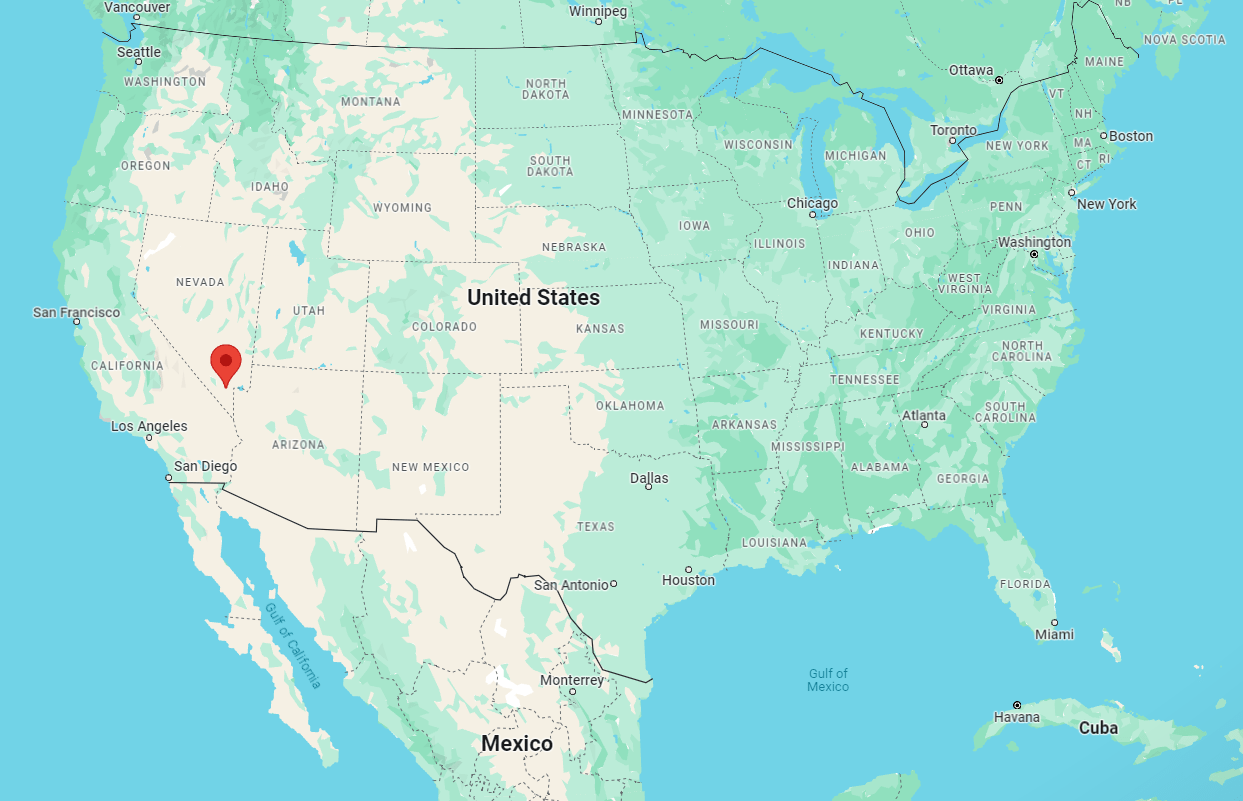 Vancouver
Winnipeg
NB
PE
NOVA SCOTIA
Seattle
WASHINGTON
Ottawa
MAINE
MONTANA
NORTH
DAKOTA
MINNESOTA
VT
NH
Toronto
Boston
OREGON
IDAHO
SOUTH
DAKOTA
WISCONSIN
MICHIGAN
NEW YORK
MA
CT
RI
WYOMING
Chicago
PENN
New York
IOWA
NEBRASKA
ILLINOIS
OHIO
INDIANA
Washington
NEVADA
UTAH
United States
WEST
VIRGINIA
San Francisco
COLORADO
KANSAS
MISSOURI
KENTUCKY
VIRGINIA
CALIFORNIA
NORTH
CAROLINA
TENNESSEE
Los Angeles
ARIZONA
NEW MEXICO
OKLAHOMA
ARKANSAS
Atlanta
SOUTH
CAROLINA
MISSISSIPPI
ALABAMA
GEORGIA
San Diego
Dallas
TEXAS
LOUISIANA
San Antonio
Houston
FLORIDA
Miami
Gulf of California
Monterrey
Gulf of
Mexico
Havana
Cuba
Mexico